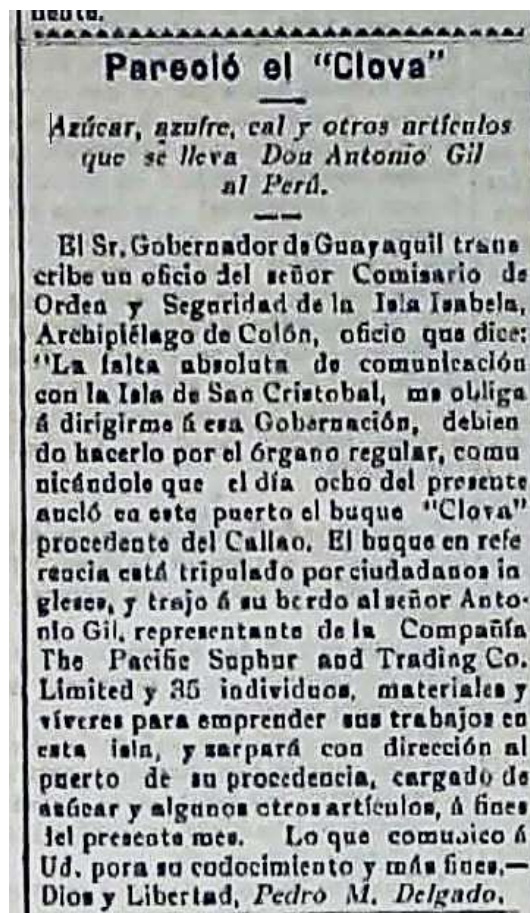 nente.
Pareció el "Clova"
Azúcar, azufre, cal y otros artículos
que se lleva Don Antonio Gil
al Perú.
El Sr. Gobernador de Guayaquil trans
cribe un oficio del señor Comisario de
Orden y Seguridad de la Isla Isabela,
Archipiélago de Colón, oficio que dice:
"La falta absoluta de comunicación
con la Isla de San Cristobal, me obliga
á dirigirme á esa Gobernación, debien
do hacerlo por el órgano regular, comu
nicándole que el día ocho del presente
ancló en este puerto el buque "Clova"
procedente del Callao. El buque en refe
rencia está tripulado por ciudadanos in
gleses, y trajo á su bordo al señor Anto-
nio Gil, representante de la Compañía
The Pacific Suphur and Trading Co.
Limited y 35 individuos, materiales y
víveres para emprender sus trabajos en
esta isla, y sarpará con dirección al
puerto de su procedencia, cargado de
asúcar y algunos otros artículos, á fines
del presente mes. Lo que comunico á
Ud. pora su codocimiento y más fines.—
Dios y Libertad, Pedro M. Delgado.